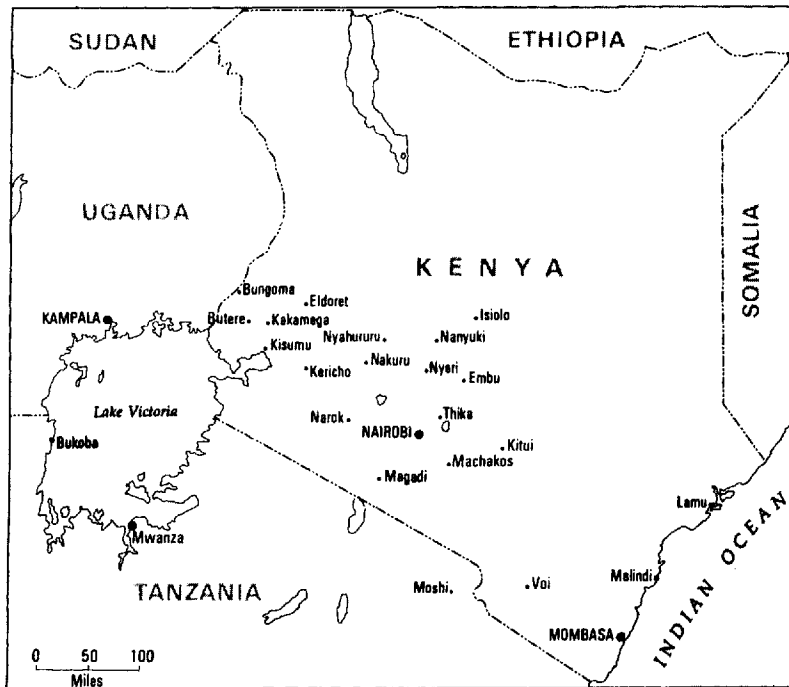 SUDAN
ETHIOPIA
UGANDA
SOMALIA
KENYA
Bungoma
Eldoret
KAMPALA
Butere
Kakamega
Isiolo
Nyahururu
Nanyuki
Kisumu
Nakuru
Kericho
Nyeri
Embu
Lake Victoria
Narok
Thika
NAIROBI
Bukoba
Kitui
Machakos
Magadi
Lamu
Mwanza
INDIAN OCEAN
TANZANIA
Moshi
Voi
Malindi
MOMBASA
0 50 100
Miles